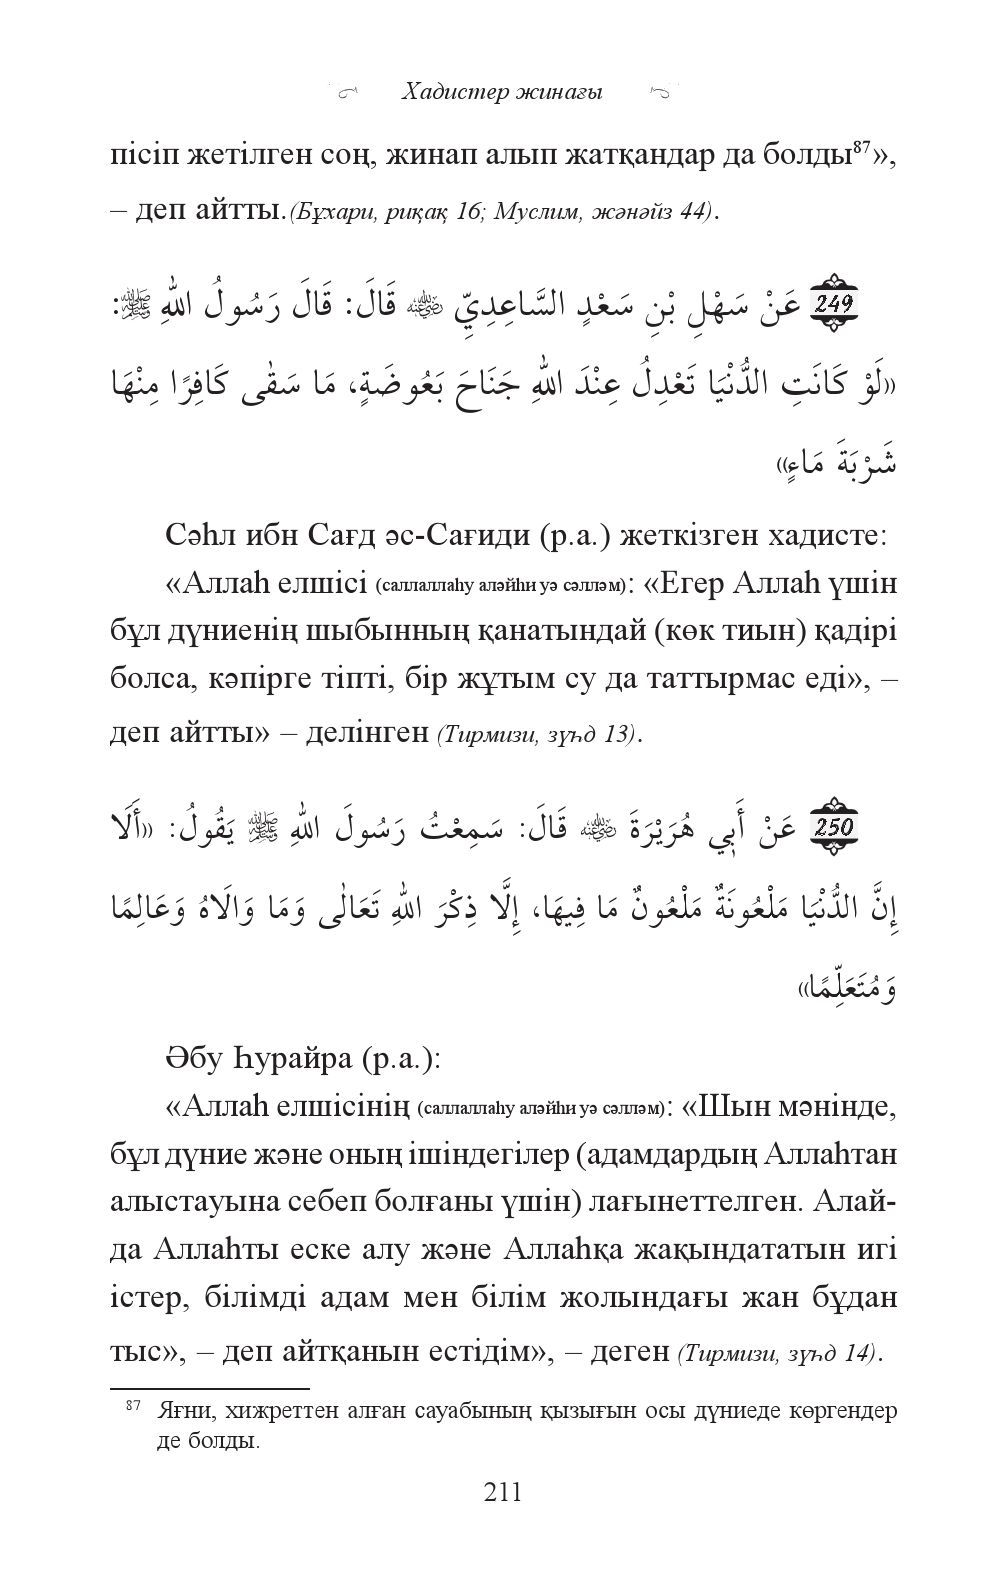 Хадистер жинағы
пісіп жетілген соң, жинап алып жатқандар да болды⁸⁷»,
– деп айтты.(Бұхари, риқақ 16; Муслим, жәнәйз 44).
249 عَنْ سَهْلِ بْنِ سَعْدٍ السَّاعِدِيِّ ﷜ قَالَ: قَالَ رَسُولُ اللهِ ﷺ:
«لَوْ كَانَتِ الدُّنْيَا تَعْدِلُ عِنْدَ اللهِ جَنَاحَ بَعُوضَةٍ، مَا سَقٰى كَافِرًا مِنْهَا
شَرْبَةَ مَاءٍ»
Сәһл ибн Сағд әс-Сағиди (р.а.) жеткізген хадисте:
«Аллаһ елшісі (саллаллаһу аләйһи уә сәлләм): «Егер Аллаһ үшін
бұл дүниенің шыбынның қанатындай (көк тиын) қадірі
болса, кәпірге тіпті, бір жұтым су да таттырмас еді», –
деп айтты» – делінген (Тирмизи, зүһд 13).
250 عَنْ أَبِي هُرَيْرَةَ ﷜ قَالَ: سَمِعْتُ رَسُولَ اللهِ ﷺ يَقُولُ: «أَلَا
إِنَّ الدُّنْيَا مَلْعُونَةٌ مَلْعُونٌ مَا فِيهَا، إِلَّا ذِكْرَ اللهِ تَعَالٰى وَمَا وَالَاهُ وَعَالِمًا
وَمُتَعَلِّمًا»
Әбу Һурайра (р.а.):
«Аллаһ елшісінің (саллаллаһу аләйһи уә сәлләм): «Шын мәнінде,
бұл дүние және оның ішіндегілер (адамдардың Аллаһтан
алыстауына себеп болғаны үшін) лағынеттелген. Алай-
да Аллаһты еске алу және Аллаһқа жақындататын игі
істер, білімді адам мен білім жолындағы жан бұдан
тыс», – деп айтқанын естідім», – деген (Тирмизи, зүһд 14).
87 Яғни, хижреттен алған сауабының қызығын осы дүниеде көргендер
де болды.
211